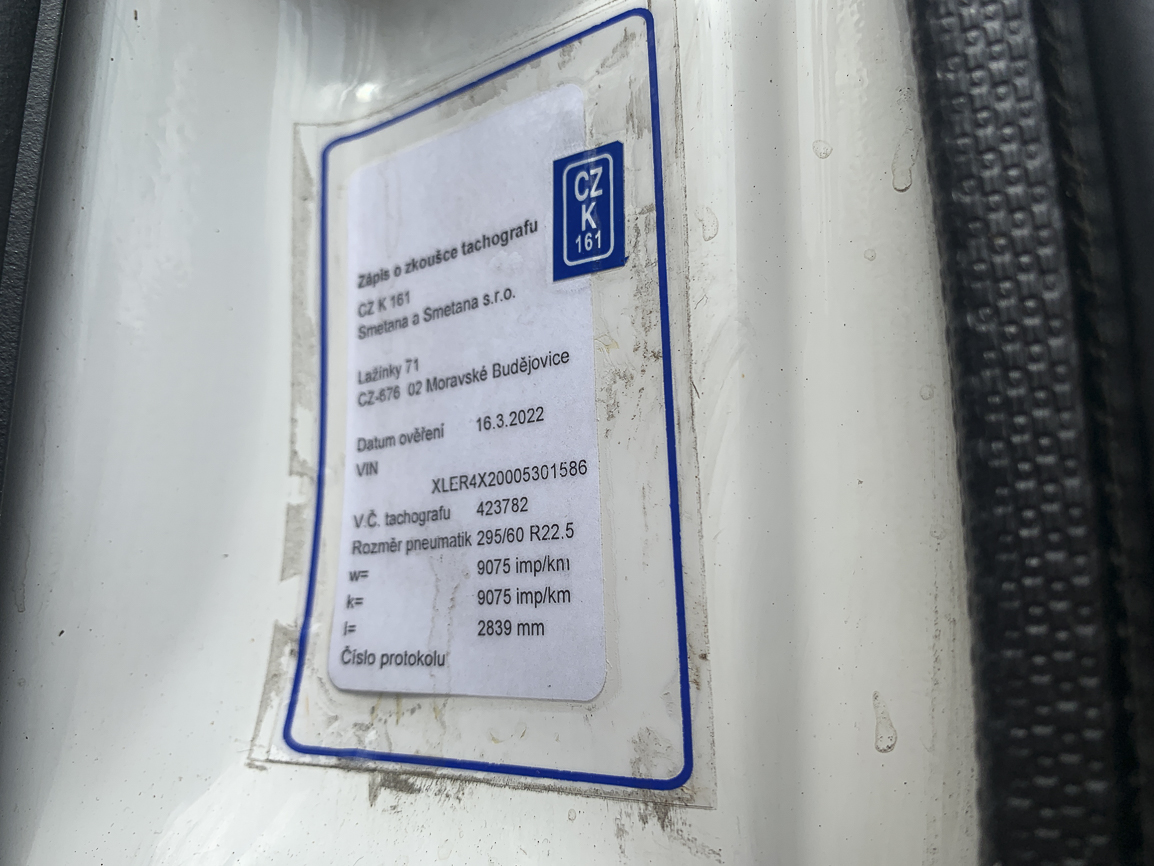 CZ
K
161
Zápis o zkoušce tachografu
CZ K 161
Smetana a Smetana s.r.o.
Lažínky 71
CZ-676 02 Moravské Budějovice
Datum ověření 16.3.2022
VIN
XLER4X20005301586
V.Č. tachografu 423782
Rozměr pneumatik 295/60 R22.5
w= 9075 imp/km
k= 9075 imp/km
l= 2839 mm
Číslo protokolu